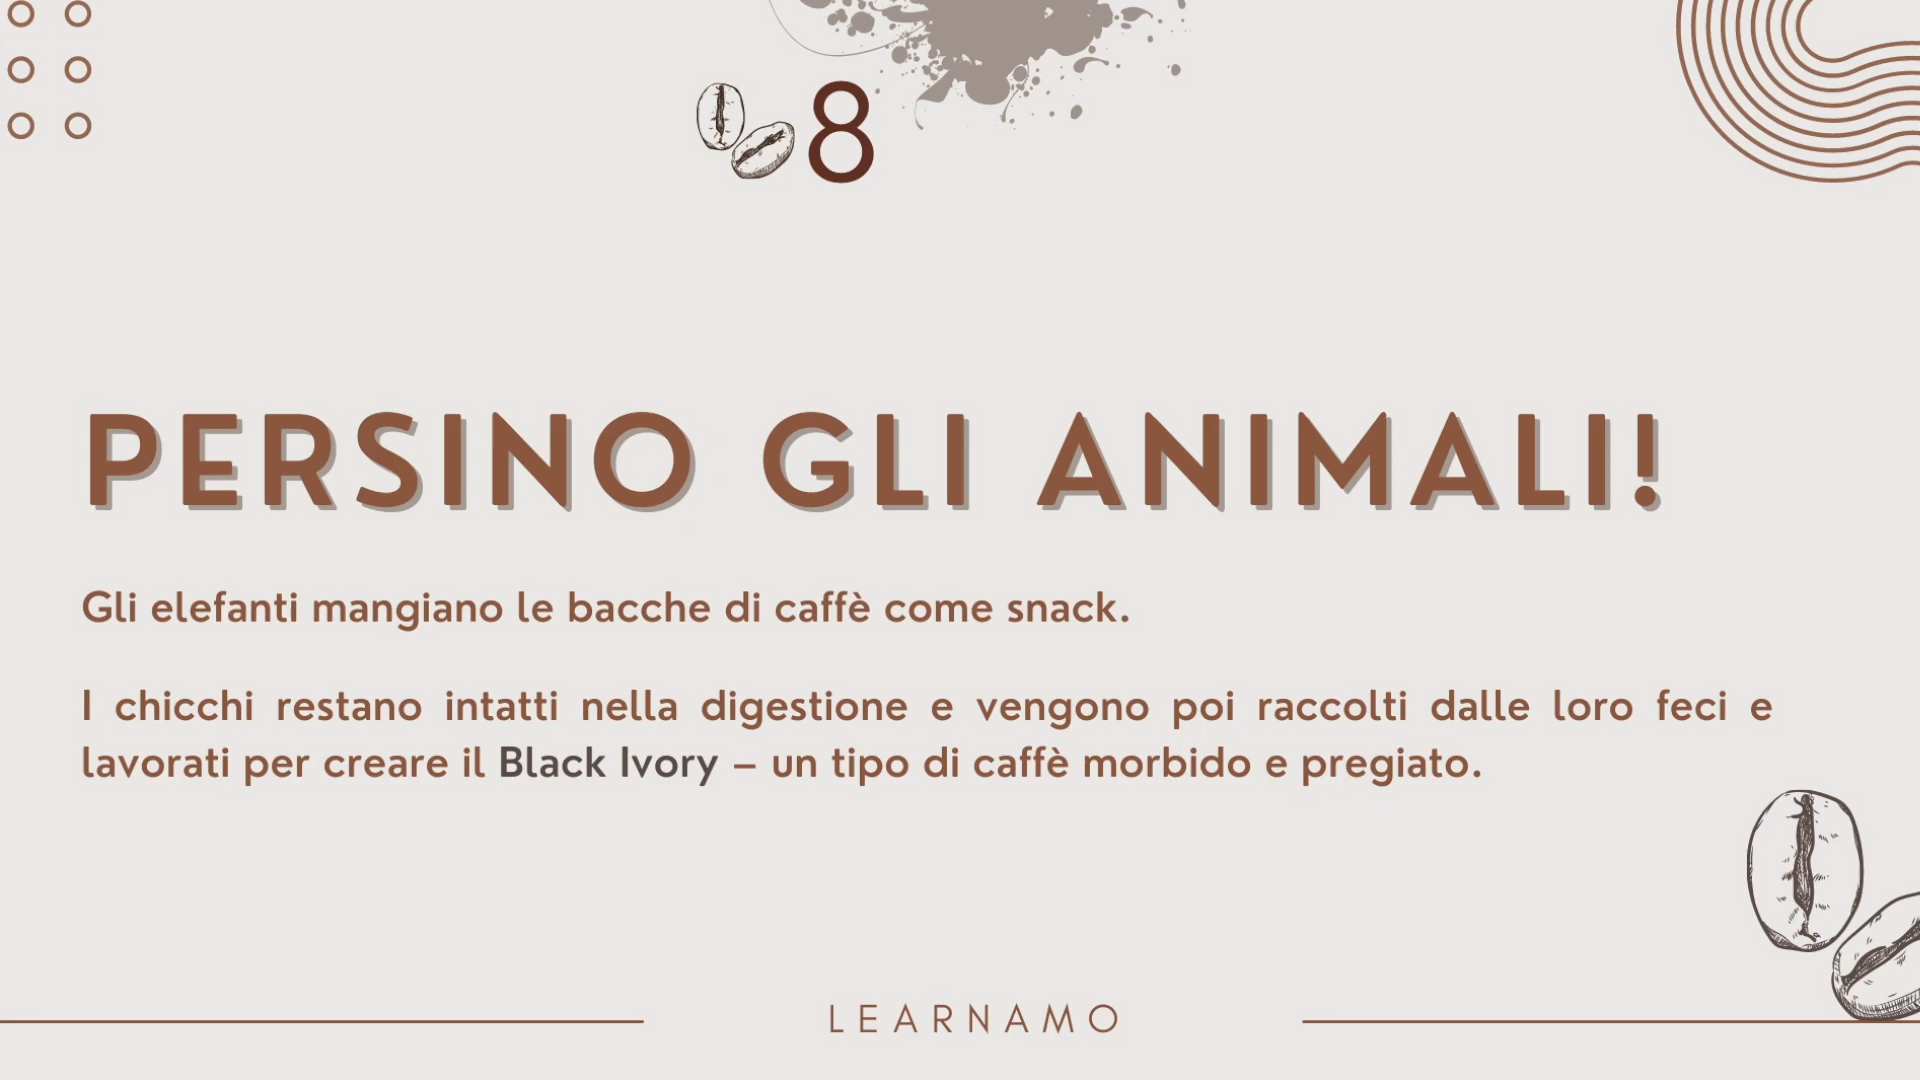 8
PERSINO GLI ANIMALI!
Gli elefanti mangiano le bacche di caffè come snack.
I chicchi restano intatti nella digestione e vengono poi raccolti dalle loro feci e
lavorati per creare il Black Ivory – un tipo di caffè morbido e pregiato.
LEARNAMO